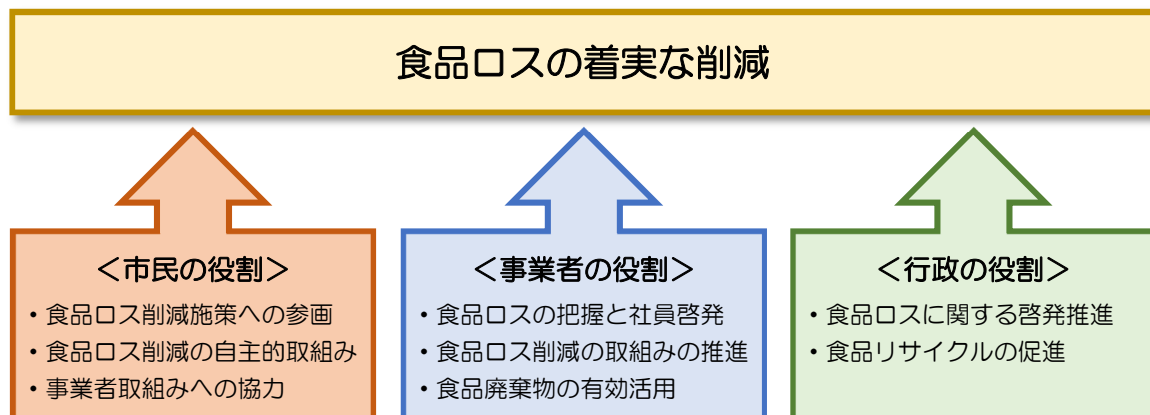 食品ロスの着実な削減
＜市民の役割＞
・食品ロス削減施策への参画
・食品ロス削減の自主的取組み
・事業者取組みへの協力
＜事業者の役割＞
・食品ロスの把握と社員啓発
・食品ロス削減の取組みの推進
・食品廃棄物の有効活用
＜行政の役割＞
・食品ロスに関する啓発推進
・食品リサイクルの促進